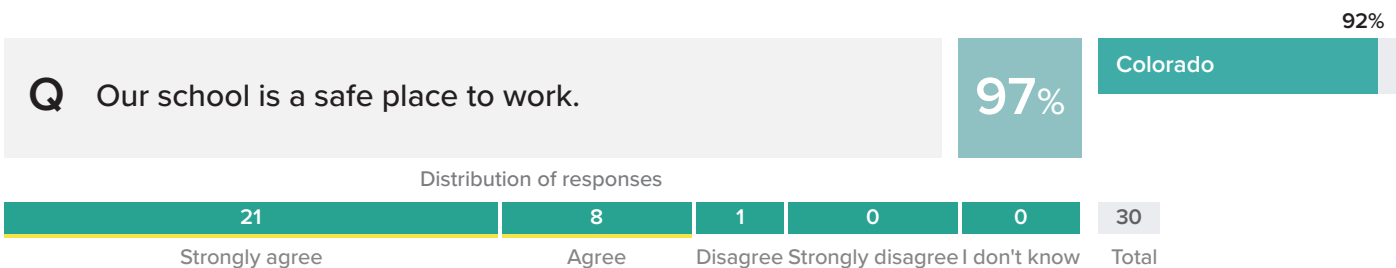 92%
Q Our school is a safe place to work.
97%
Colorado
Distribution of responses
21 8 1 0 0 30
Strongly agree Agree Disagree Strongly disagree I don't know Total